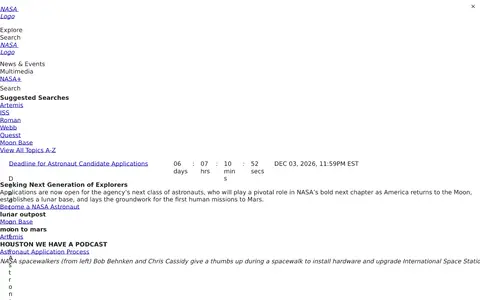 ×
NASA
Logo
Explore
Search
NASA
Logo
News & Events
Multimedia
NASA+
Search
Suggested Searches
Artemis
ISS
Roman
Webb
Quesst
Moon Base
View All Topics A-Z
Deadline for Astronaut Candidate Applications
06 : 07 : 10 : 52 DEC 03, 2026, 11:59PM EST
days hrs min secs
s
D
Seeking Next Generation of Explorers
Applications are now open for the agency's next class of astronauts, who will play a pivotal role in NASA's bold next chapter as America returns to the Moon,
establishes a lunar base, and lays the groundwork for the first human missions to Mars.
Become a NASA Astronaut
lunar outpost
Moon Base
moon to mars
Artemis
HOUSTON WE HAVE A PODCAST
Astronaut Application Process
NASA spacewalkers (from left) Bob Behnken and Chris Cassidy give a thumbs up during a spacewalk to install hardware and upgrade International Space Statio
s
t
r
o
n